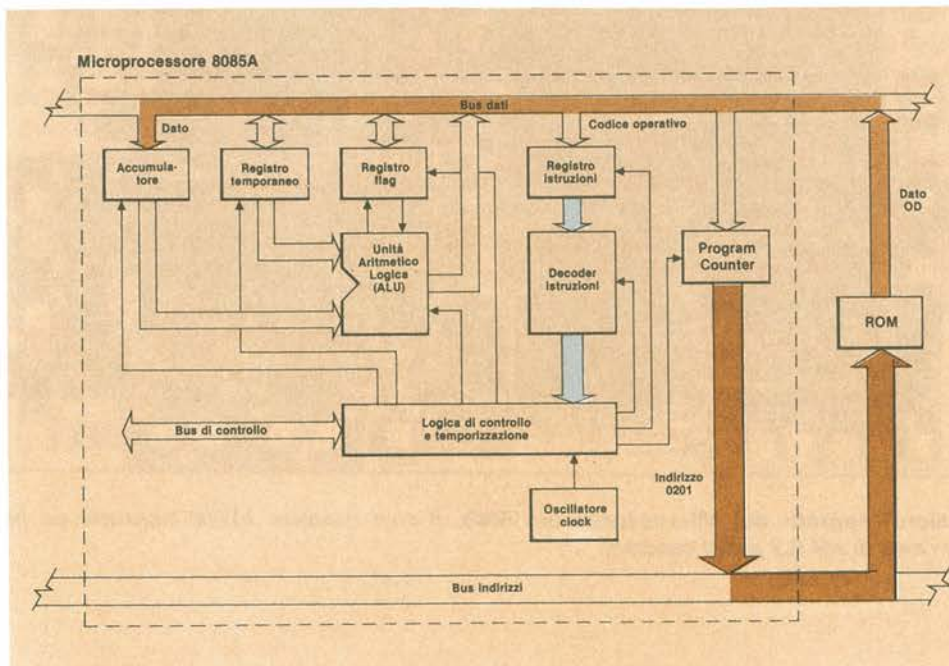 Microprocessore 8085A
Bus dati
Dato
Codice operativo
Accumula-
tore
Registro
temporaneo
Registro
flag
Registro
istruzioni
Dato
OD
Unità
Aritmetico
Logica
(ALU)
Decoder
istruzioni
Program
Counter
ROM
Bus di controllo
Logica di controllo
e temporizzazione
Indirizzo
0201
Oscillatore
clock
Bus indirizzi